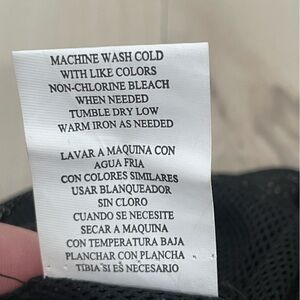 MACHINE WASH COLD
WITH LIKE COLORS
NON-CHLORINE BLEACH
WHEN NEEDED
TUMBLE DRY LOW
WARM IRON AS NEEDED
LAVAR A MAQUINA CON
AGUA FRIA
CON COLORES SIMILARES
USAR BLANQUEADOR
SIN CLORO
CUANDO SE NECESITE
SECAR A MAQUINA
CON TEMPERATURA BAJA
PLANCHAR CON PLANCHA
TIBIA SI ES NECESARIO